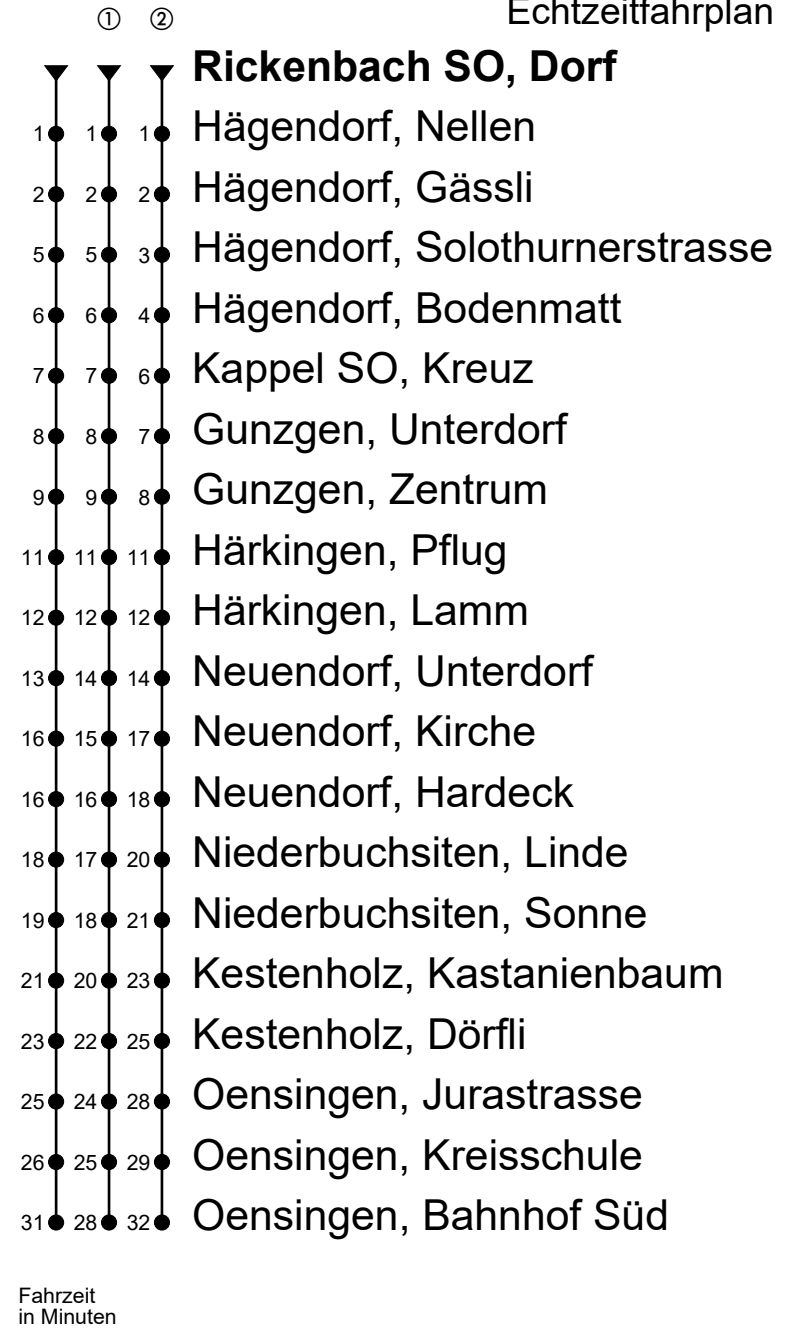 Echtzeitfahrplan
① ②
Rickenbach SO, Dorf
1 1 1 Hägendorf, Nellen
2 2 2 Hägendorf, Gässli
5 5 3 Hägendorf, Solothurnerstrasse
6 6 4 Hägendorf, Bodenmatt
7 7 6 Kappel SO, Kreuz
8 8 7 Gunzgen, Unterdorf
9 9 8 Gunzgen, Zentrum
11 11 11 Härkingen, Pflug
12 12 12 Härkingen, Lamm
13 14 14 Neuendorf, Unterdorf
16 15 17 Neuendorf, Kirche
16 16 18 Neuendorf, Hardeck
18 17 20 Niederbuchsiten, Linde
19 18 21 Niederbuchsiten, Sonne
21 20 23 Kestenholz, Kastanienbaum
23 22 25 Kestenholz, Dörfli
25 24 28 Oensingen, Jurastrasse
26 25 29 Oensingen, Kreisschule
31 28 32 Oensingen, Bahnhof Süd
Fahrzeit
in Minuten